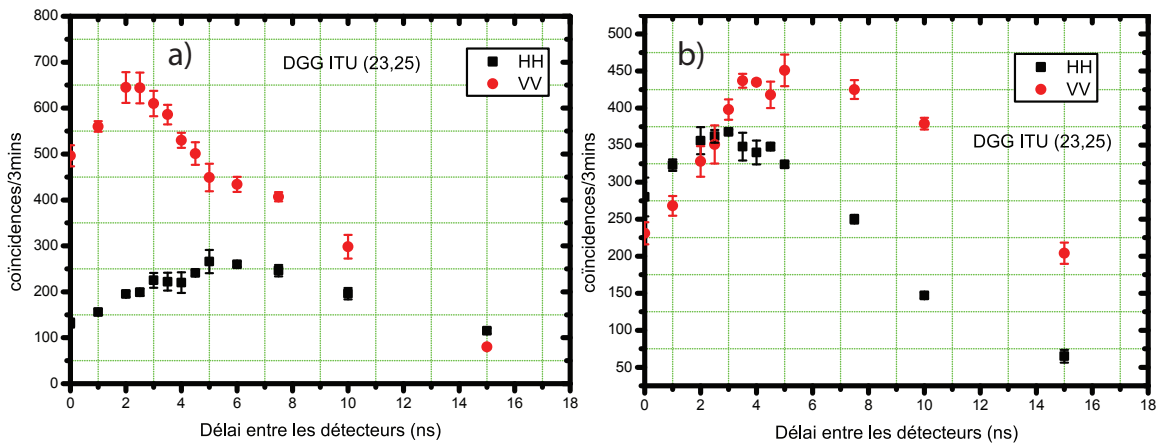 a)
DGG ITU (23,25)
HH
VV
coïncidences/3mins
800
700
600
500
400
300
200
100
0
0 2 4 6 8 10 12 14 16 18
Délai entre les détecteurs (ns)
b)
HH
VV
DGG ITU (23,25)
coïncidences/3mins
500
450
400
350
300
250
200
150
100
50
0 2 4 6 8 10 12 14 16 18
Délai entre les détecteurs (ns)